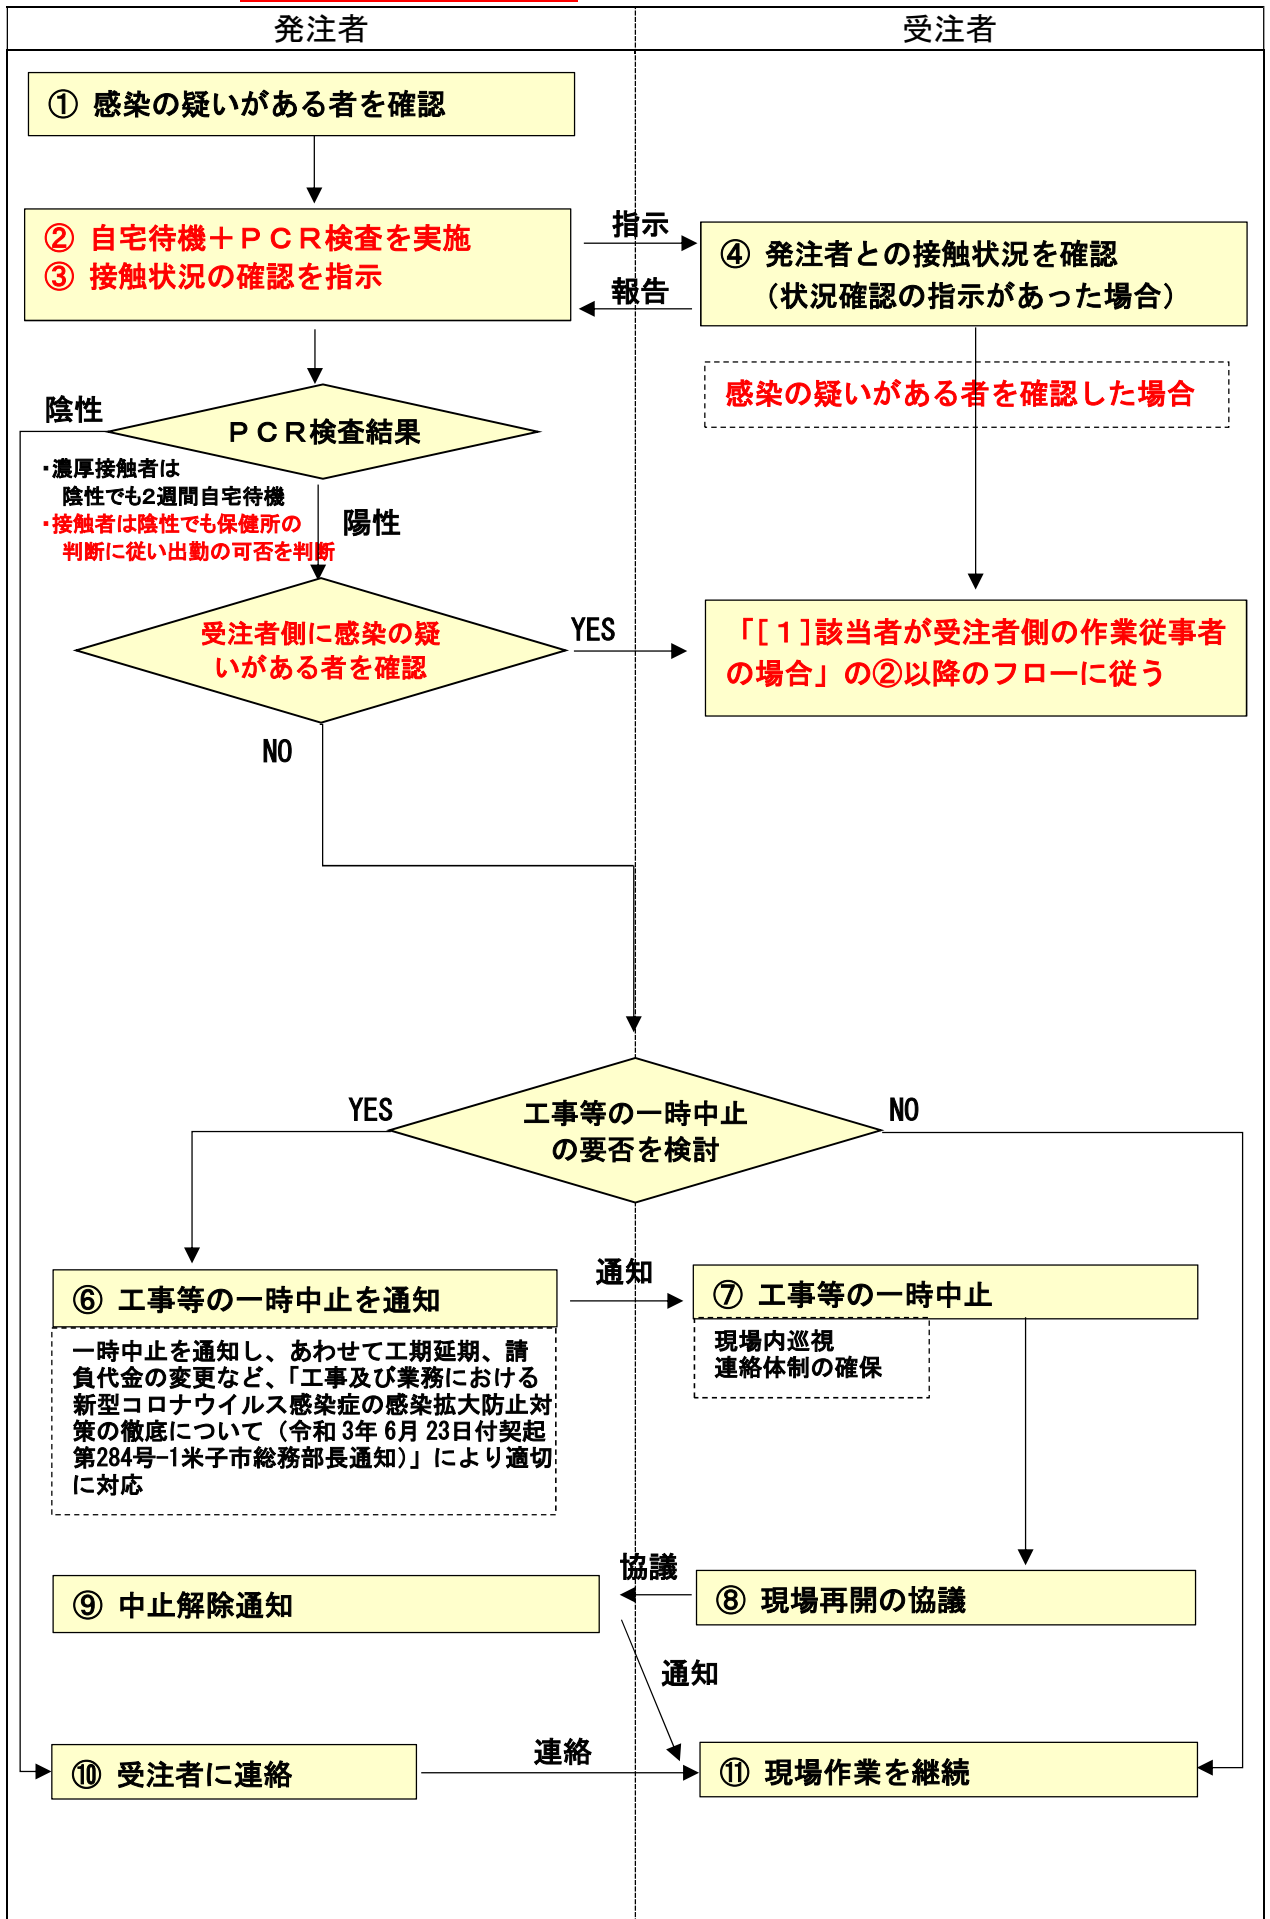 発注者
受注者
① 感染の疑いがある者を確認
② 自宅待機＋ＰＣＲ検査を実施
③ 接触状況の確認を指示
指示
報告
④ 発注者との接触状況を確認
（状況確認の指示があった場合）
感染の疑いがある者を確認した場合
陰性
ＰＣＲ検査結果
・濃厚接触者は
陰性でも2週間自宅待機
・接触者は陰性でも保健所の
判断に従い出勤の可否を判断
陽性
受注者側に感染の疑
いがある者を確認
YES
「[１]該当者が受注者側の作業従事者
の場合」の②以降のフローに従う
NO
YES
工事等の一時中止
の要否を検討
NO
⑥ 工事等の一時中止を通知
通知
⑦ 工事等の一時中止
一時中止を通知し、あわせて工期延期、請
負代金の変更など、「工事及び業務における
新型コロナウイルス感染症の感染拡大防止対
策の徹底について（令和 3年 6月 23日付契起
第284号-1米子市総務部長通知)」により適切
に対応
現場内巡視
連絡体制の確保
協議
⑨ 中止解除通知
⑧ 現場再開の協議
通知
⑩ 受注者に連絡
連絡
⑪ 現場作業を継続